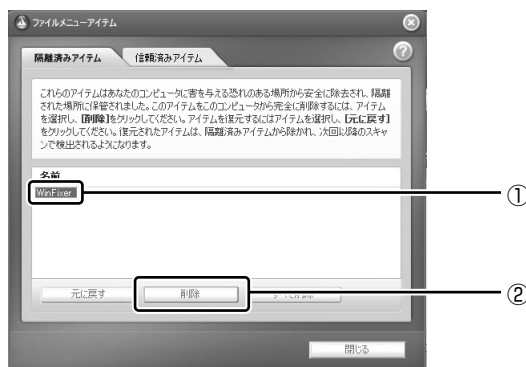 ファイルメニューアイテム
隔離済みアイテム
信頼済みアイテム
これらのアイテムはあなたのコンピュータに害を与える恐れのある場所から安全に除去され、隔離
された場所に保管されました。このアイテムをこのコンピュータから完全に削除するには、アイテム
を選択し、[削除]をクリックしてください。アイテムを復元するにはアイテムを選択し、[元に戻す]
をクリックしてください。復元されたアイテムは、隔離済みアイテムから除かれ、次回以降のスキャ
ンで検出されるようになります。
名前
WinFixer
①
元に戻す
削除
②
閉じる